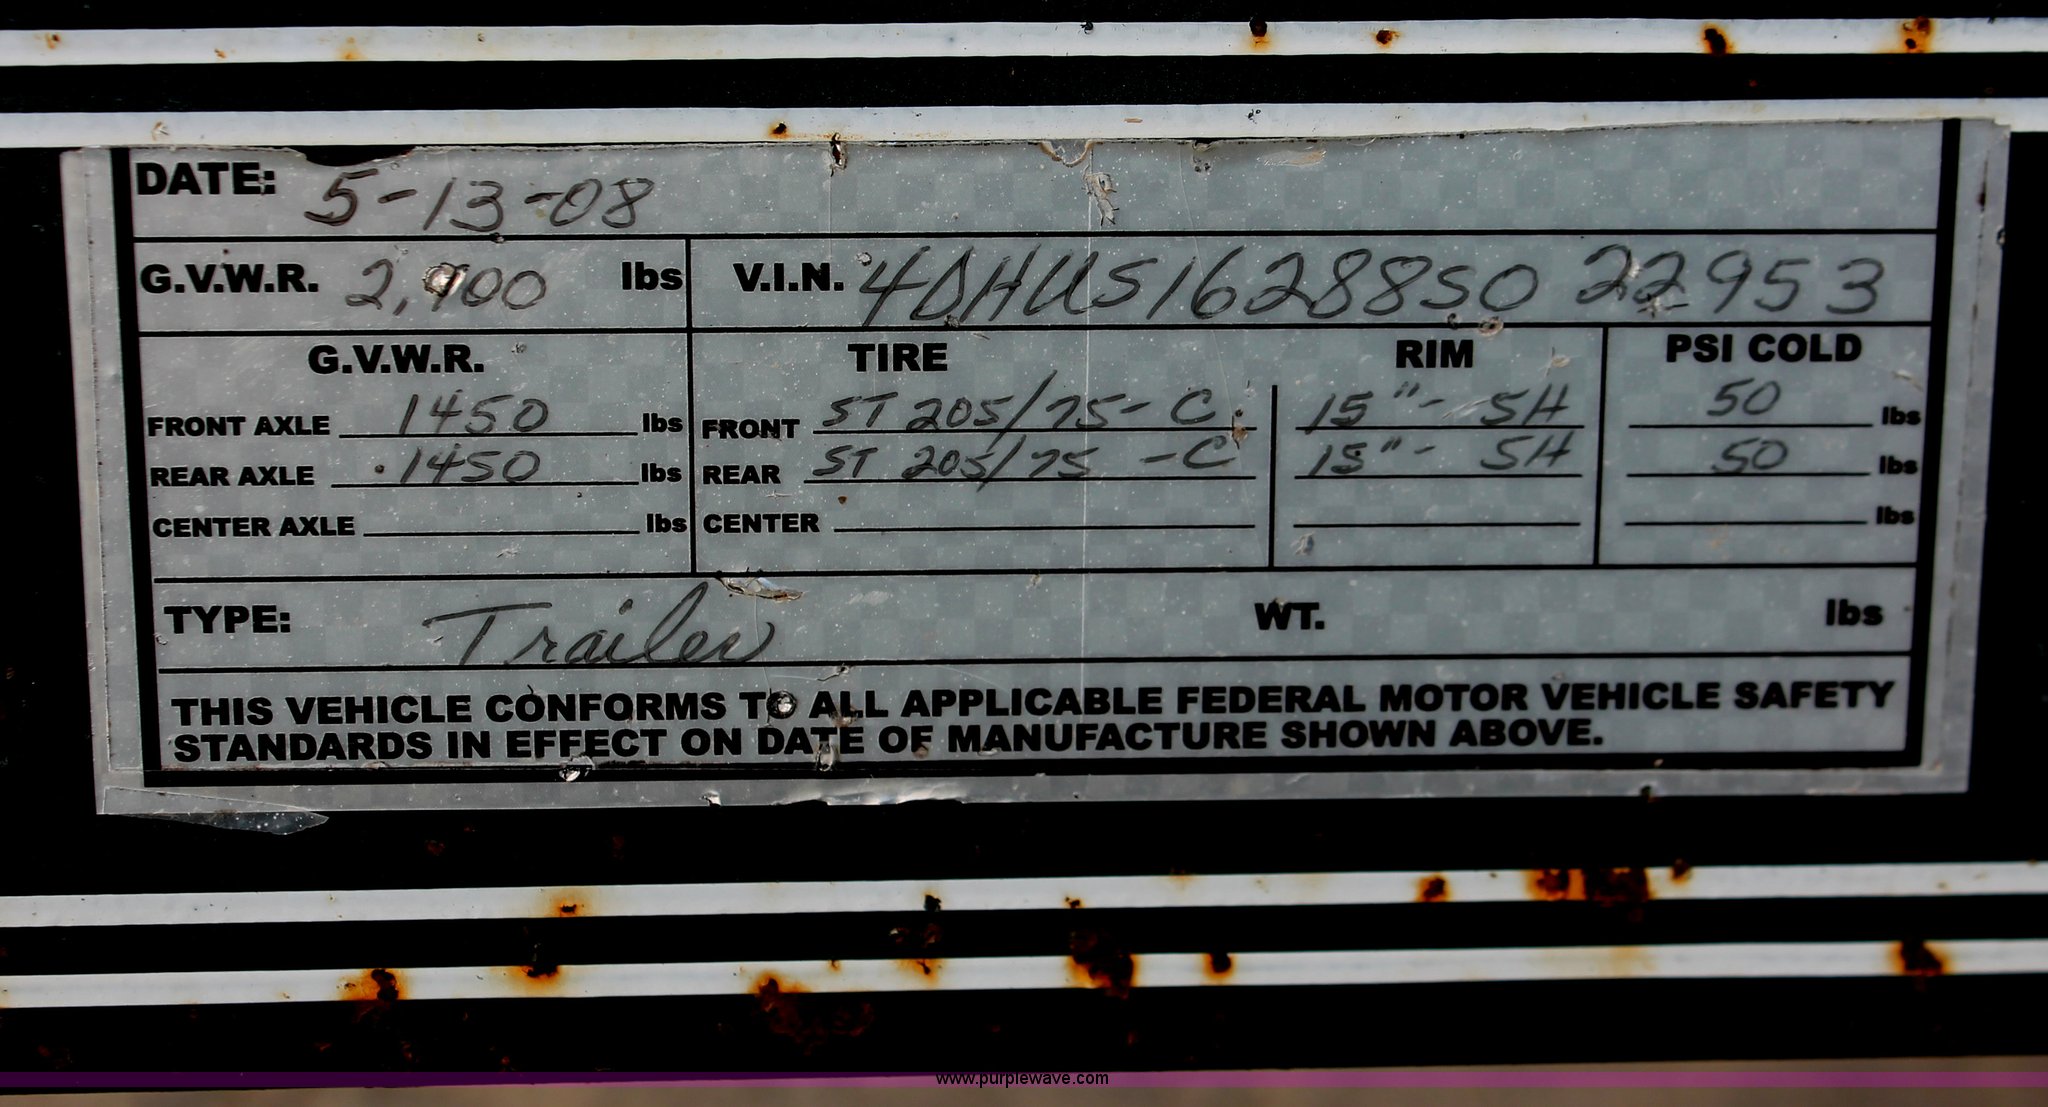 DATE: 5-13-08
G.V.W.R. 2,900 lbs V.I.N. 4DHUS162885022953
G.V.W.R. TIRE RIM PSI COLD
FRONT AXLE 1450 lbs FRONT ST 205/75-C 15"- 5H 50 lbs
REAR AXLE 1450 lbs REAR ST 205/75 -C 15"- 5H 50 lbs
CENTER AXLE lbs CENTER lbs
TYPE: Trailer WT. lbs
THIS VEHICLE CONFORMS TO ALL APPLICABLE FEDERAL MOTOR VEHICLE SAFETY
STANDARDS IN EFFECT ON DATE OF MANUFACTURE SHOWN ABOVE.
www.purplewave.com